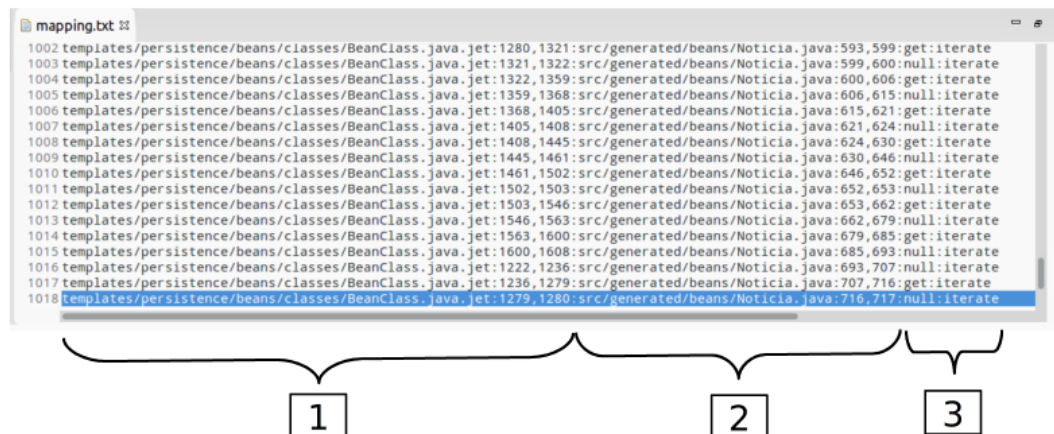 mapping.txt
1002 templates/persistence/beans/classes/BeanClass.java.jet:1280,1321:src/generated/beans/Noticia.java:593,599:get:iterate
1003 templates/persistence/beans/classes/BeanClass.java.jet:1321,1322:src/generated/beans/Noticia.java:599,600:null:iterate
1004 templates/persistence/beans/classes/BeanClass.java.jet:1322,1359:src/generated/beans/Noticia.java:600,606:get:iterate
1005 templates/persistence/beans/classes/BeanClass.java.jet:1359,1368:src/generated/beans/Noticia.java:606,615:null:iterate
1006 templates/persistence/beans/classes/BeanClass.java.jet:1368,1405:src/generated/beans/Noticia.java:615,621:get:iterate
1007 templates/persistence/beans/classes/BeanClass.java.jet:1405,1408:src/generated/beans/Noticia.java:621,624:null:iterate
1008 templates/persistence/beans/classes/BeanClass.java.jet:1408,1445:src/generated/beans/Noticia.java:624,630:get:iterate
1009 templates/persistence/beans/classes/BeanClass.java.jet:1445,1461:src/generated/beans/Noticia.java:630,646:null:iterate
1010 templates/persistence/beans/classes/BeanClass.java.jet:1461,1502:src/generated/beans/Noticia.java:646,652:get:iterate
1011 templates/persistence/beans/classes/BeanClass.java.jet:1502,1503:src/generated/beans/Noticia.java:652,653:null:iterate
1012 templates/persistence/beans/classes/BeanClass.java.jet:1503,1546:src/generated/beans/Noticia.java:653,662:get:iterate
1013 templates/persistence/beans/classes/BeanClass.java.jet:1546,1563:src/generated/beans/Noticia.java:662,679:null:iterate
1014 templates/persistence/beans/classes/BeanClass.java.jet:1563,1600:src/generated/beans/Noticia.java:679,685:get:iterate
1015 templates/persistence/beans/classes/BeanClass.java.jet:1600,1608:src/generated/beans/Noticia.java:685,693:null:iterate
1016 templates/persistence/beans/classes/BeanClass.java.jet:1222,1236:src/generated/beans/Noticia.java:693,707:null:iterate
1017 templates/persistence/beans/classes/BeanClass.java.jet:1236,1279:src/generated/beans/Noticia.java:707,716:get:iterate
1018 templates/persistence/beans/classes/BeanClass.java.jet:1279,1280:src/generated/beans/Noticia.java:716,717:null:iterate
1 2 3